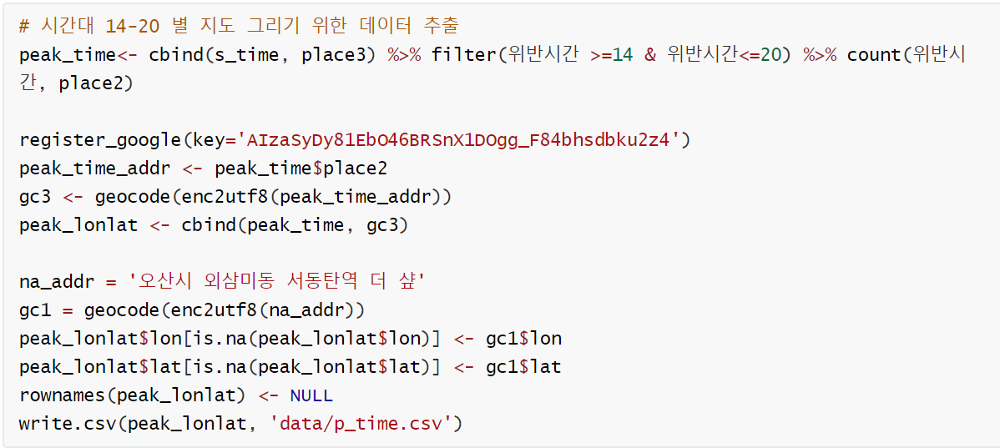 # 시간대 14-20 별 지도 그리기 위한 데이터 추출
peak_time<- cbind(s_time, place3) %>% filter(위반시간 >=14 & 위반시간<=20) %>% count(위반시
간, place2)
register_google(key='AIzaSyDy81EbO46BRSnX1DOgg_F84bhsdbku2z4')
peak_time_addr <- peak_time$place2
gc3 <- geocode(enc2utf8(peak_time_addr))
peak_lonlat <- cbind(peak_time, gc3)
na_addr = '오산시 외삼미동 서동탄역 더 샾'
gc1 = geocode(enc2utf8(na_addr))
peak_lonlat$lon[is.na(peak_lonlat$lon)] <- gc1$lon
peak_lonlat$lat[is.na(peak_lonlat$lat)] <- gc1$lat
rownames(peak_lonlat) <- NULL
write.csv(peak_lonlat, 'data/p_time.csv')